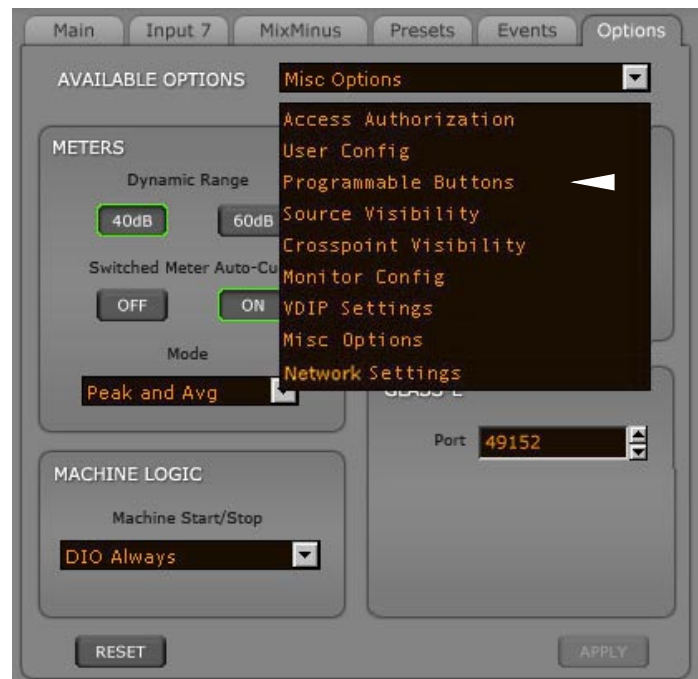 Main
Input 7
MixMinus
Presets
Events
Options
AVAILABLE OPTIONS
Misc Options
Access Authorization
User Config
Programmable Buttons
Source Visibility
Crosspoint Visibility
Monitor Config
VDIP Settings
Misc Options
Network Settings
METERS
Dynamic Range
40dB
60dB
Switched Meter Auto-Cu
OFF
ON
Mode
Peak and Avg
Port
49152
MACHINE LOGIC
Machine Start/Stop
DIO Always
RESET
APPLY